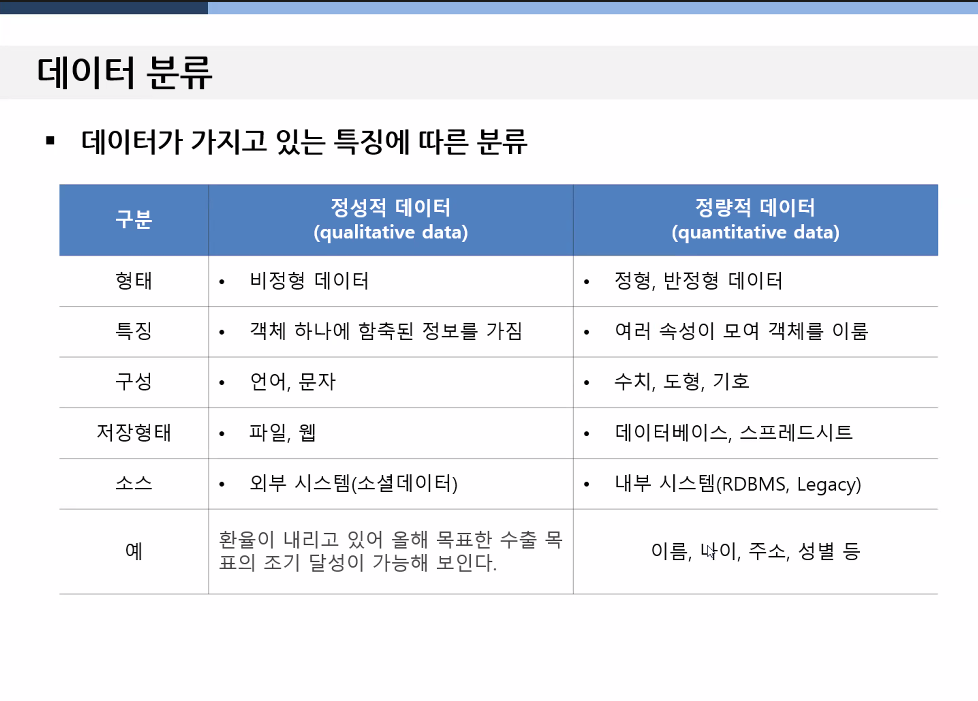 데이터 분류
▪ 데이터가 가지고 있는 특징에 따른 분류
구분
정성적 데이터
(qualitative data)
정량적 데이터
(quantitative data)
형태
• 비정형 데이터
• 정형, 반정형 데이터
특징
• 객체 하나에 함축된 정보를 가짐
• 여러 속성이 모여 객체를 이룸
구성
• 언어, 문자
• 수치, 도형, 기호
저장형태
• 파일, 웹
• 데이터베이스, 스프레드시트
소스
• 외부 시스템(소셜데이터)
• 내부 시스템(RDBMS, Legacy)
예
환율이 내리고 있어 올해 목표한 수출 목
표의 조기 달성이 가능해 보인다.
이름, 나이, 주소, 성별 등